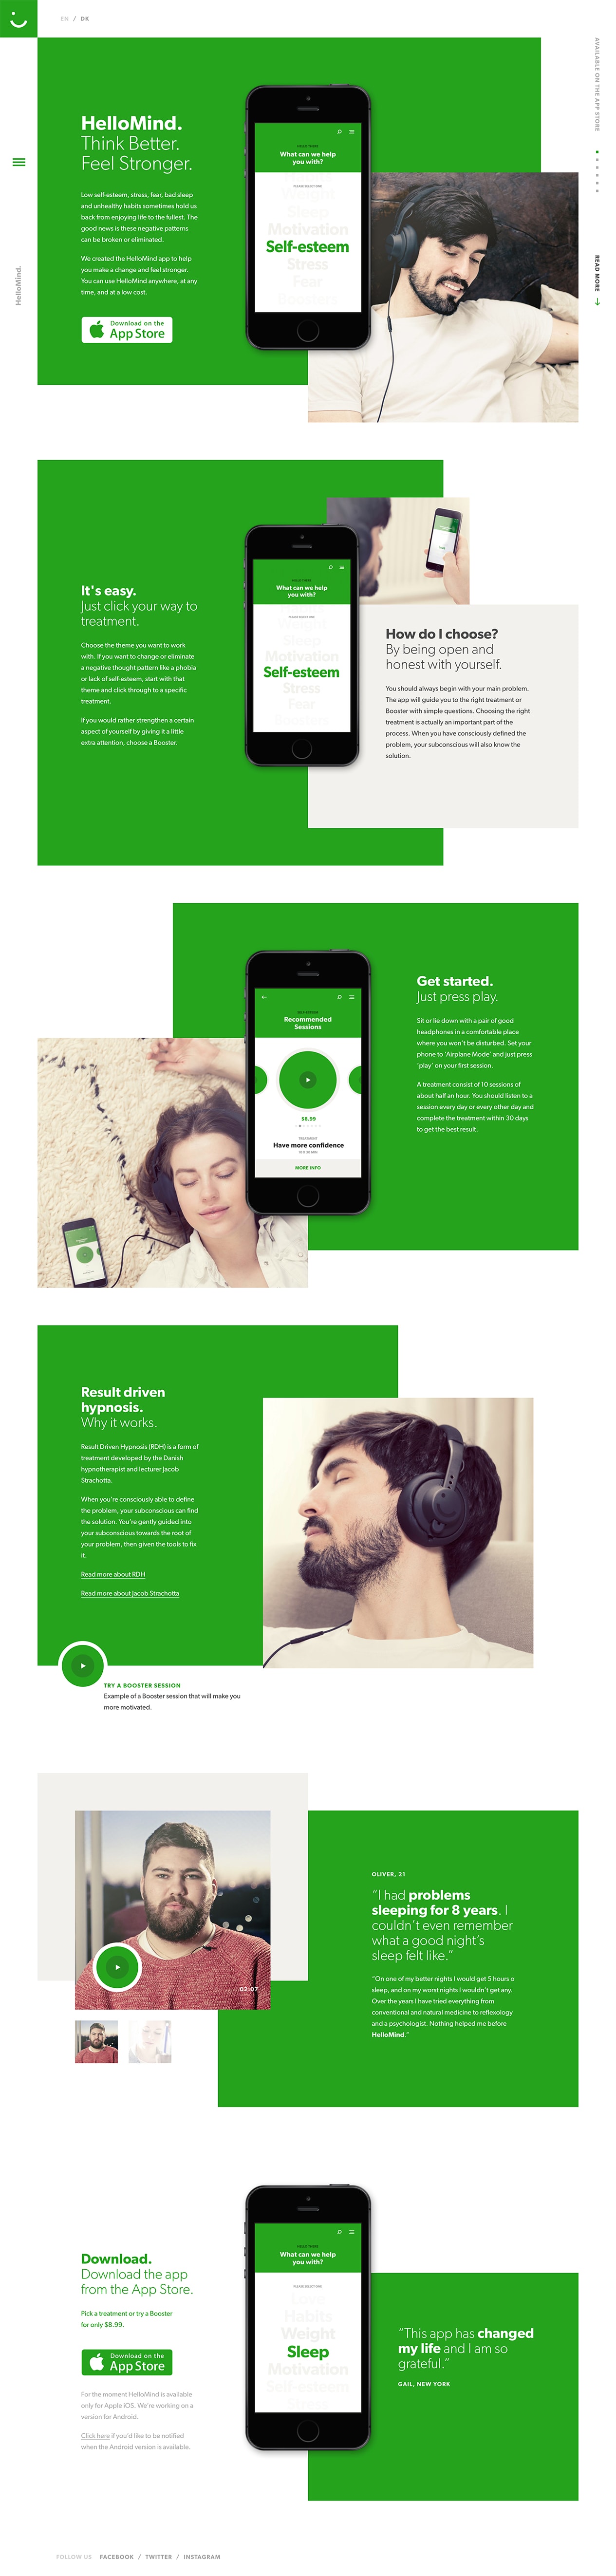 EN / DK
AVAILABLE ON THE APP STORE
READ MORE
HelloMind.
HelloMind.
Think Better.
Feel Stronger.
Low self-esteem, stress, fear, bad sleep
and unhealthy habits sometimes hold us
back from enjoying life to the fullest. The
good news is these negative patterns
can be broken or eliminated.
We created the HelloMind app to help
you make a change and feel stronger.
You can use HelloMind anywhere, at any
time, and at a low cost.
Download on the
App Store
What can we help
you with?
PLEASE SELECT ONE
Weight
Sleep
Motivation
Self-esteem
Stress
Fear
Boosters
It's easy.
Just click your way to
treatment.
Choose the theme you want to work
with. If you want to change or eliminate
a negative thought pattern like a phobia
or lack of self-esteem, start with that
theme and click through to a specific
treatment.
If you would rather strengthen a certain
aspect of yourself by giving it a little
extra attention, choose a Booster.
What can we help
you with?
PLEASE SELECT ONE
Weight
Sleep
Motivation
Self-esteem
Stress
Fear
Boosters
How do I choose?
By being open and
honest with yourself.
You should always begin with your main problem.
The app will guide you to the right treatment or
Booster with simple questions. Choosing the right
treatment is actually an important part of the
process. When you have consciously defined the
problem, your subconscious will also know the
solution.
Recommended
Sessions
$8.99
TREATMENT
Have more confidence
MORE INFO
Get started.
Just press play.
Sit or lie down with a pair of good
headphones in a comfortable place
where you won't be disturbed. Set your
phone to 'Airplane Mode' and just press
'play' on your first session.
A treatment consist of 10 sessions of
about half an hour. You should listen to a
session every day or every other day and
complete the treatment within 30 days
to get the best result.
Result driven
hypnosis.
Why it works.
Result Driven Hypnosis (RDH) is a form of
treatment developed by the Danish
hypnotherapist and lecturer Jacob
Strachotta.
When you're consciously able to define
the problem, your subconscious can find
the solution. You're gently guided into
your subconscious towards the root of
your problem, then given the tools to fix
it.
Read more about RDH
Read more about Jacob Strachotta
TRY A BOOSTER SESSION
Example of a Booster session that will make you
more motivated.
02:07
OLIVER, 21
"I had problems
sleeping for 8 years. I
couldn't even remember
what a good night's
sleep felt like."
"On one of my better nights I would get 5 hours o
sleep, and on my worst nights I wouldn't get any.
Over the years I have tried everything from
conventional and natural medicine to reflexology
and a psychologist. Nothing helped me before
HelloMind."
Download.
Download the app
from the App Store.
Pick a treatment or try a Booster
for only $8.99.
Download on the
App Store
For the moment HelloMind is available
only for Apple iOS. We're working on a
version for Android.
Click here if you'd like to be notified
when the Android version is available.
What can we help
you with?
PLEASE SELECT ONE
Love
Habits
Weight
Sleep
Motivation
Self-esteem
Stress
"This app has changed
my life and I am so
grateful."
GAIL, NEW YORK
FOLLOW US FACEBOOK / TWITTER / INSTAGRAM